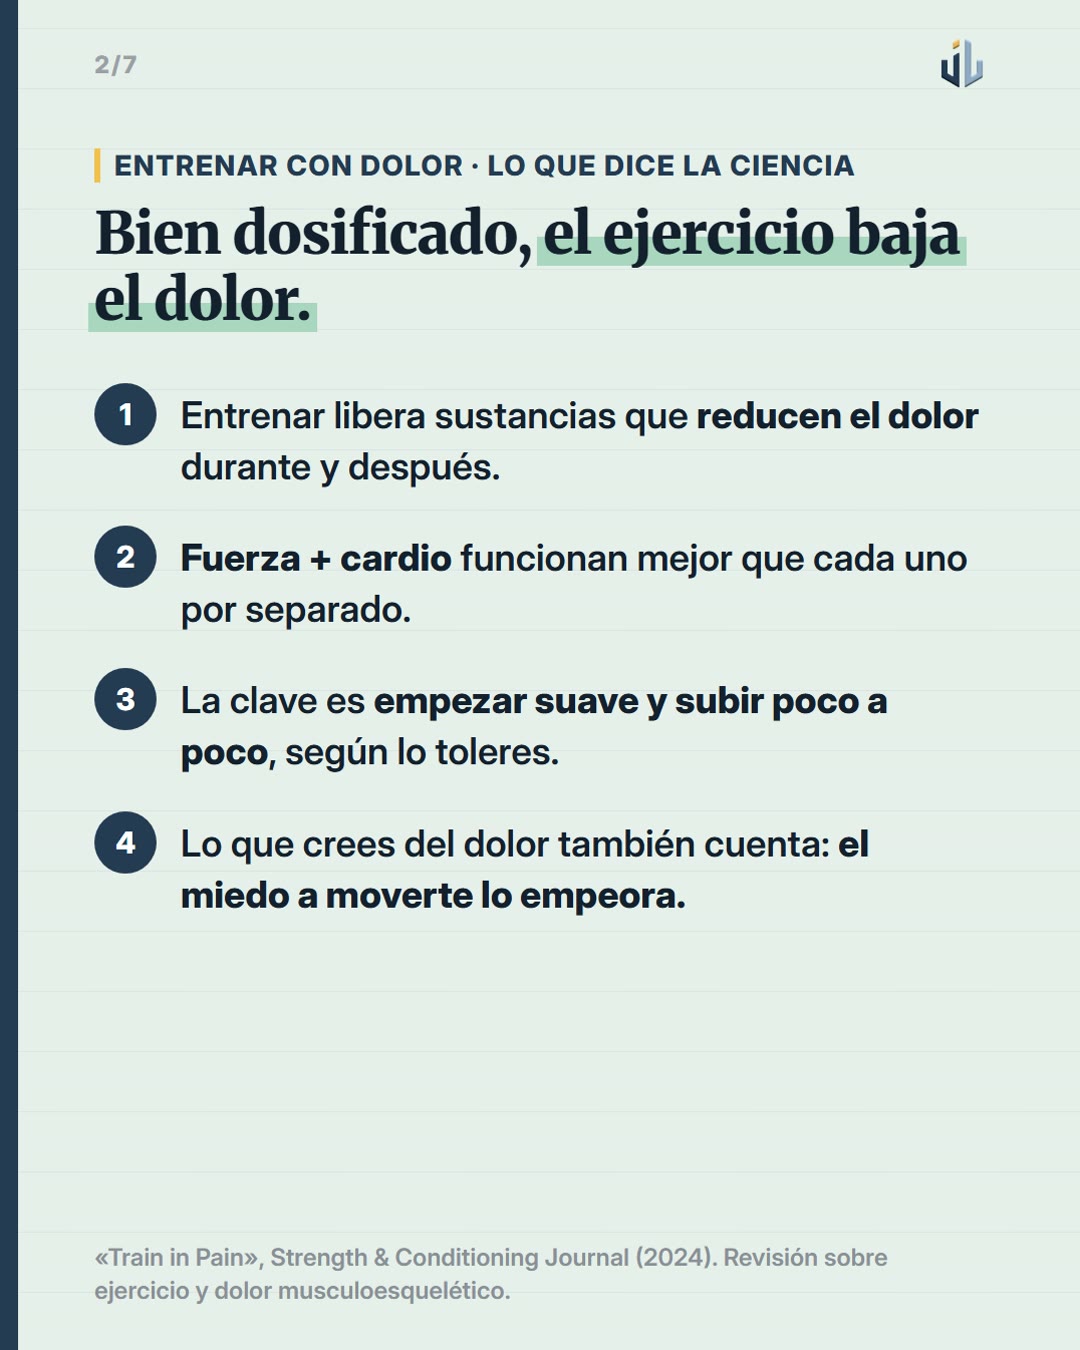 2/7
ENTRENAR CON DOLOR · LO QUE DICE LA CIENCIA
Bien dosificado, el ejercicio baja
el dolor.
1 Entrenar libera sustancias que reducen el dolor
durante y después.
2 Fuerza + cardio funcionan mejor que cada uno
por separado.
3 La clave es empezar suave y subir poco a
poco, según lo toleres.
4 Lo que crees del dolor también cuenta: el
miedo a moverte lo empeora.
«Train in Pain», Strength & Conditioning Journal (2024). Revisión sobre
ejercicio y dolor musculoesquelético.